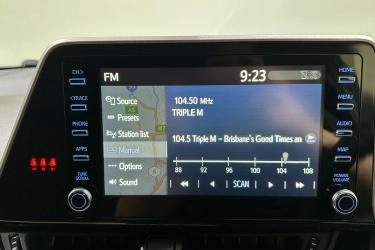 FM
9:23
CH >
< TRACK
PHONE
APPS
TUNE
SCROLL
HOME
MENU
AUDIO
MAP
POWER
VOLUME
Source
Presets
Station list
Manual
Options
Sound
104.50 MHz
TRIPLE M
104.5 Triple M – Brisbane's Good Times an
88 92 96 100 104 108
SCAN
A5
M7